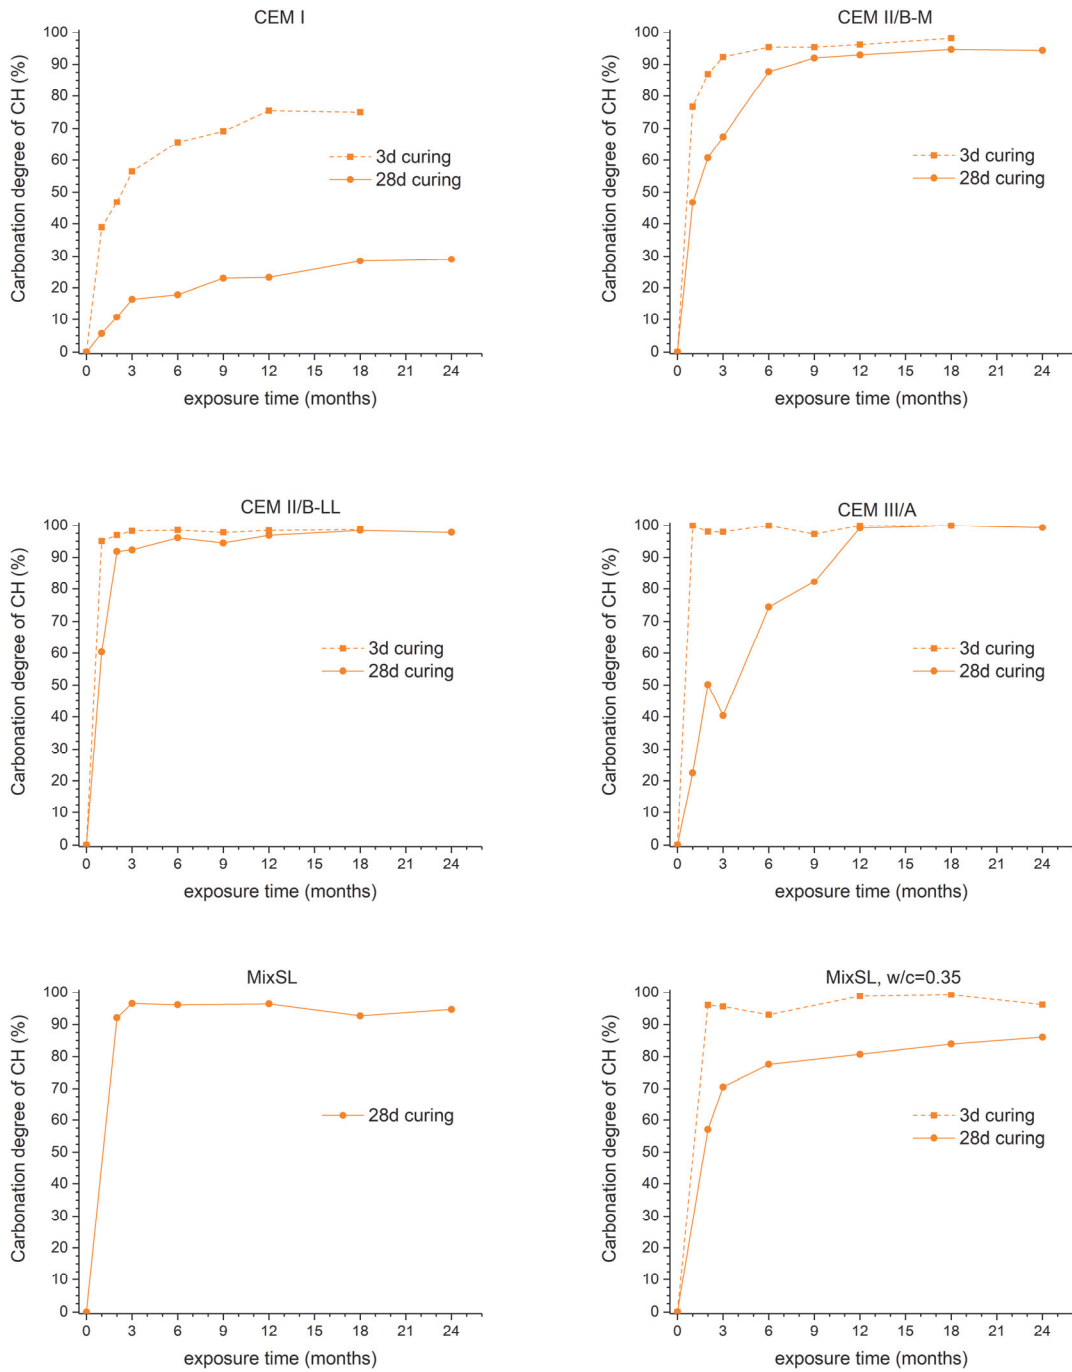 CEM I
100
90
80
70
60
50
40
30
20
10
0
Carbonation degree of CH (%)
3d curing
28d curing
0 3 6 9 12 15 18 21 24
exposure time (months)
CEM II/B-M
100
90
80
70
60
50
40
30
20
10
0
Carbonation degree of CH (%)
3d curing
28d curing
0 3 6 9 12 15 18 21 24
exposure time (months)
CEM II/B-LL
100
90
80
70
60
50
40
30
20
10
0
Carbonation degree of CH (%)
3d curing
28d curing
0 3 6 9 12 15 18 21 24
exposure time (months)
CEM III/A
100
90
80
70
60
50
40
30
20
10
0
Carbonation degree of CH (%)
3d curing
28d curing
0 3 6 9 12 15 18 21 24
exposure time (months)
MixSL
100
90
80
70
60
50
40
30
20
10
0
Carbonation degree of CH (%)
28d curing
0 3 6 9 12 15 18 21 24
exposure time (months)
MixSL, w/c=0.35
100
90
80
70
60
50
40
30
20
10
0
Carbonation degree of CH (%)
3d curing
28d curing
0 3 6 9 12 15 18 21 24
exposure time (months)